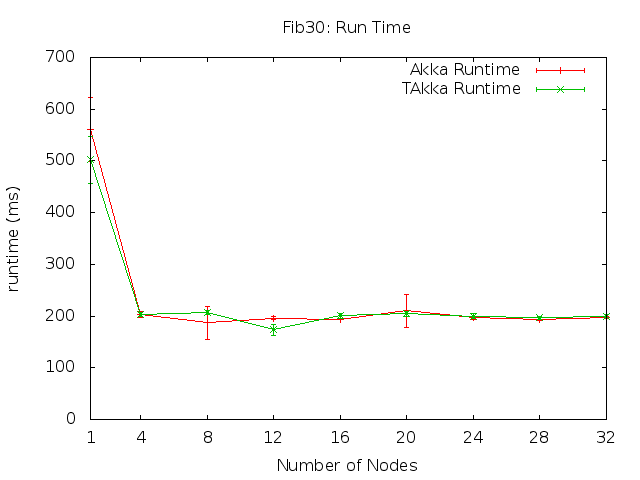 Fib30: Run Time
700
600
500
400
300
200
100
0
runtime (ms)
Akka Runtime
TAkka Runtime
1 4 8 12 16 20 24 28 32
Number of Nodes